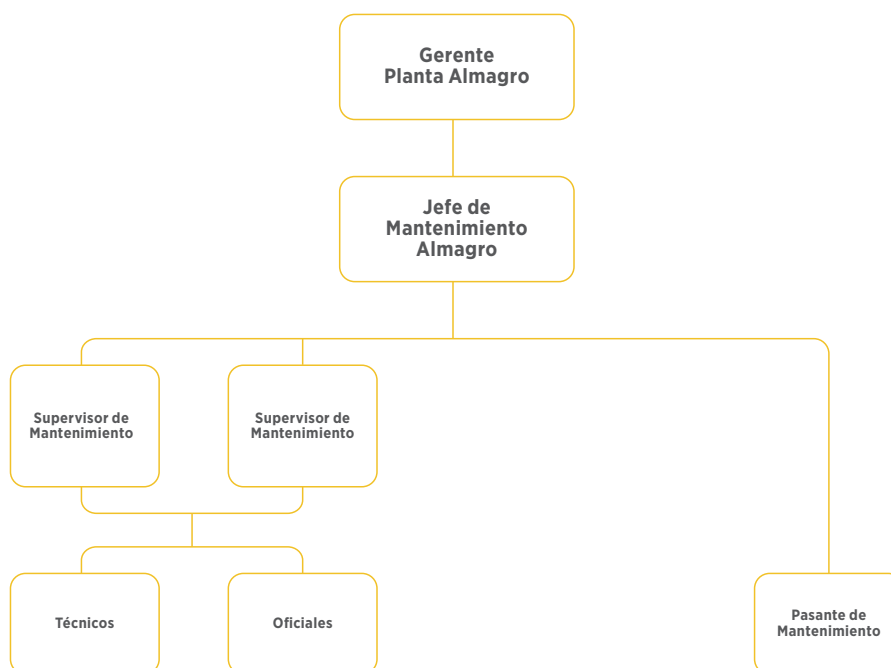 Gerente
Planta Almagro
Jefe de
Mantenimiento
Almagro
Supervisor de
Mantenimiento
Supervisor de
Mantenimiento
Técnicos
Oficiales
Pasante de
Mantenimiento